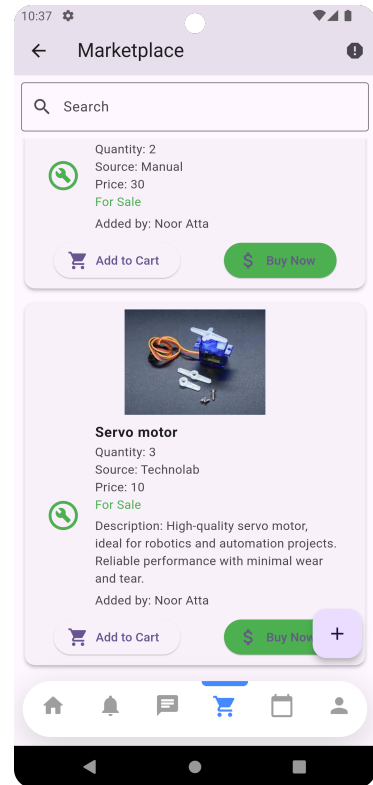 10:37
Marketplace
Search
Quantity: 2
Source: Manual
Price: 30
For Sale
Added by: Noor Atta
Add to Cart
$ Buy Now
Servo motor
Quantity: 3
Source: Technolab
Price: 10
For Sale
Description: High-quality servo motor,
ideal for robotics and automation projects.
Reliable performance with minimal wear
and tear.
Added by: Noor Atta
Add to Cart
$ Buy Now
+